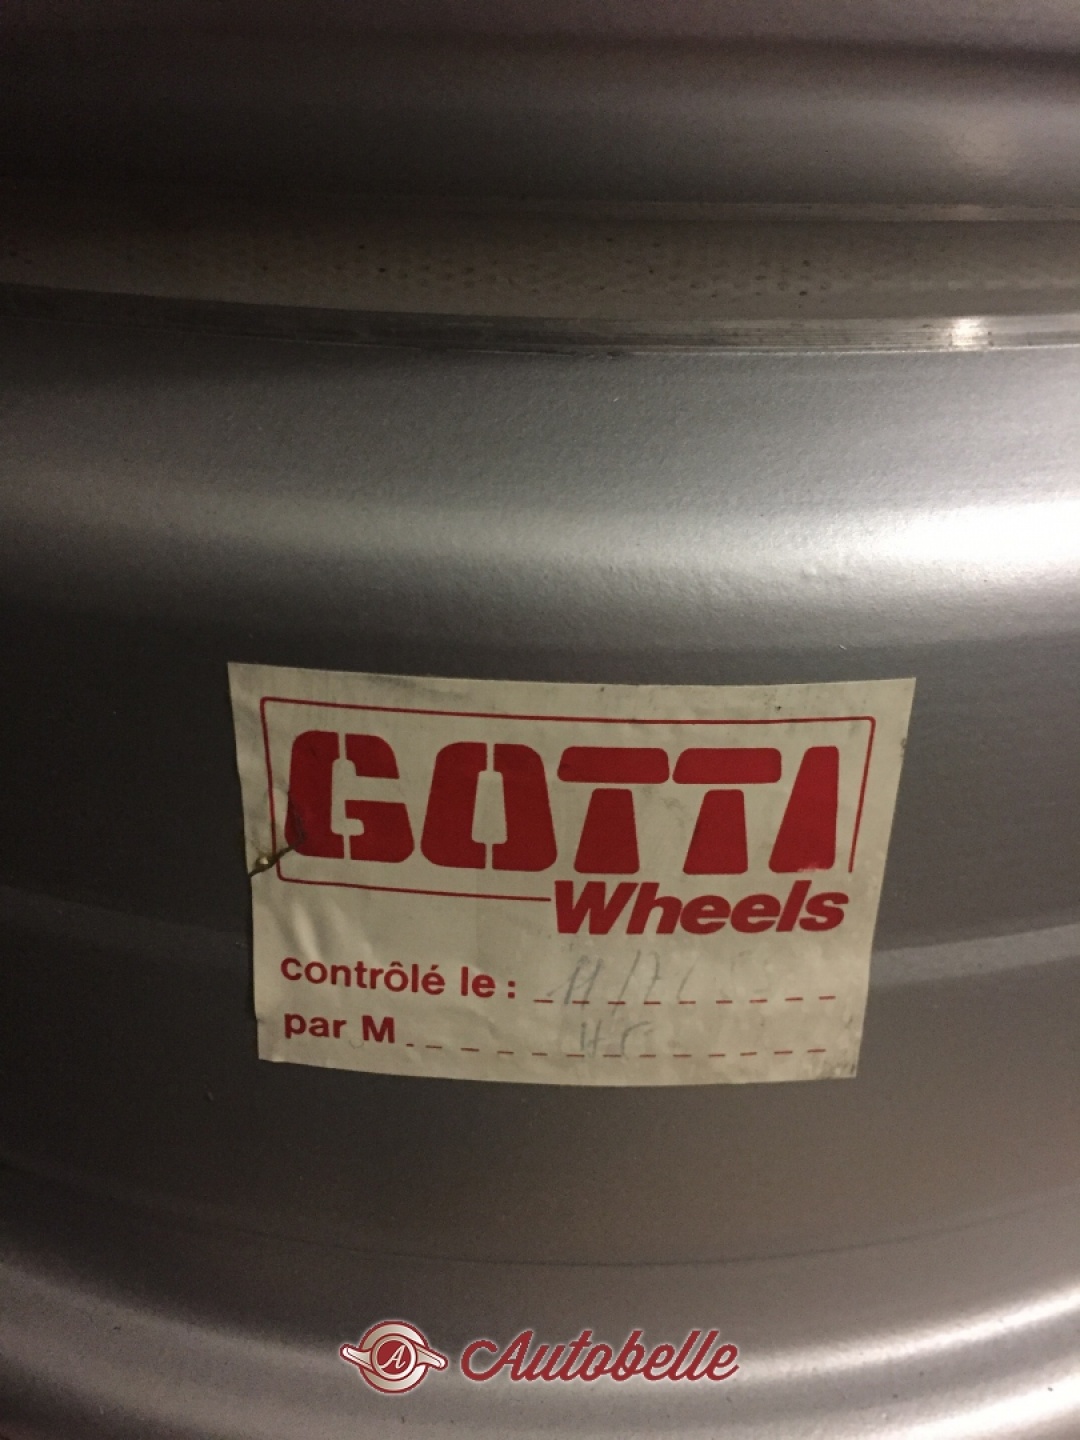 GOTTI
Wheels
contrôlé le :
par M
A Autobelle